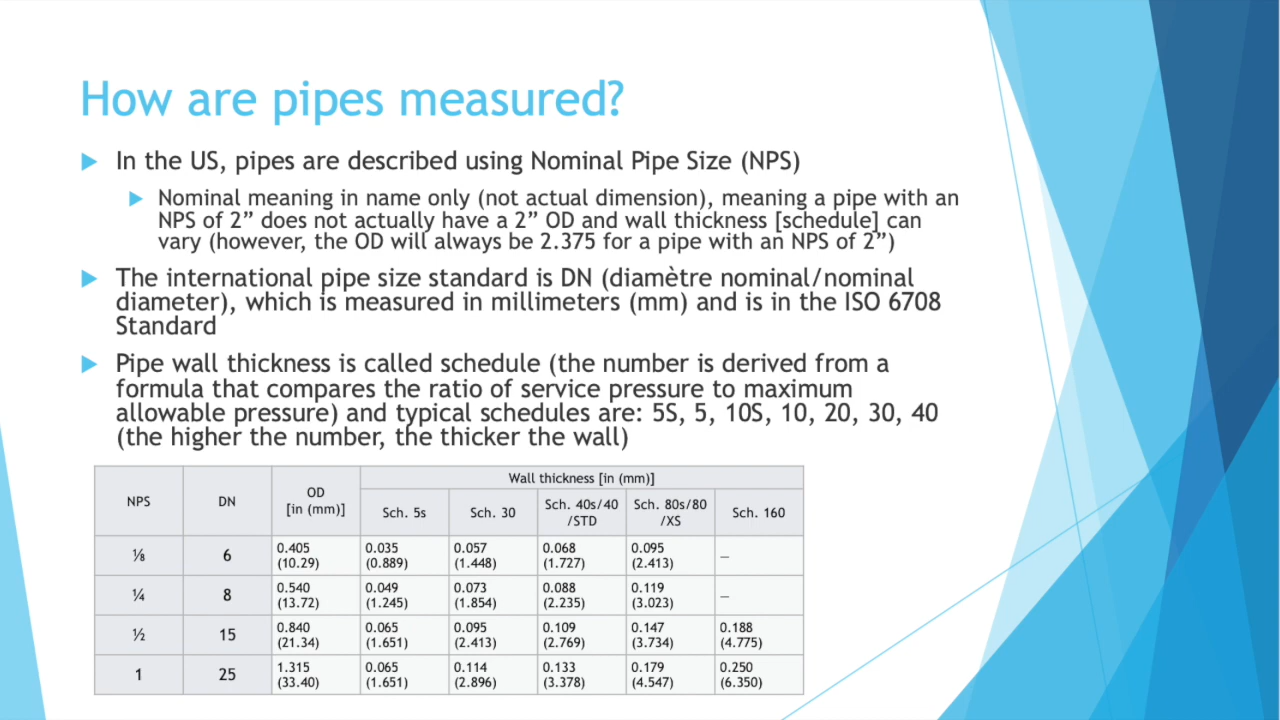 How are pipes measured?
In the US, pipes are described using Nominal Pipe Size (NPS)
Nominal meaning in name only (not actual dimension), meaning a pipe with an
NPS of 2” does not actually have a 2” OD and wall thickness [schedule] can
vary (however, the OD will always be 2.375 for a pipe with an NPS of 2”)
The international pipe size standard is DN (diamètre nominal/nominal
diameter), which is measured in millimeters (mm) and is in the ISO 6708
Standard
Pipe wall thickness is called schedule (the number is derived from a
formula that compares the ratio of service pressure to maximum
allowable pressure) and typical schedules are: 5S, 5, 10S, 10, 20, 30, 40
(the higher the number, the thicker the wall)
NPS DN OD [in (mm)] Wall thickness [in (mm)]
Sch. 5s Sch. 30 Sch. 40s/40 /STD Sch. 80s/80 /XS Sch. 160
⅛ 6 0.405 (10.29) 0.035 (0.889) 0.057 (1.448) 0.068 (1.727) 0.095 (2.413) —
¼ 8 0.540 (13.72) 0.049 (1.245) 0.073 (1.854) 0.088 (2.235) 0.119 (3.023) —
½ 15 0.840 (21.34) 0.065 (1.651) 0.095 (2.413) 0.109 (2.769) 0.147 (3.734) 0.188 (4.775)
1 25 1.315 (33.40) 0.065 (1.651) 0.114 (2.896) 0.133 (3.378) 0.179 (4.547) 0.250 (6.350)